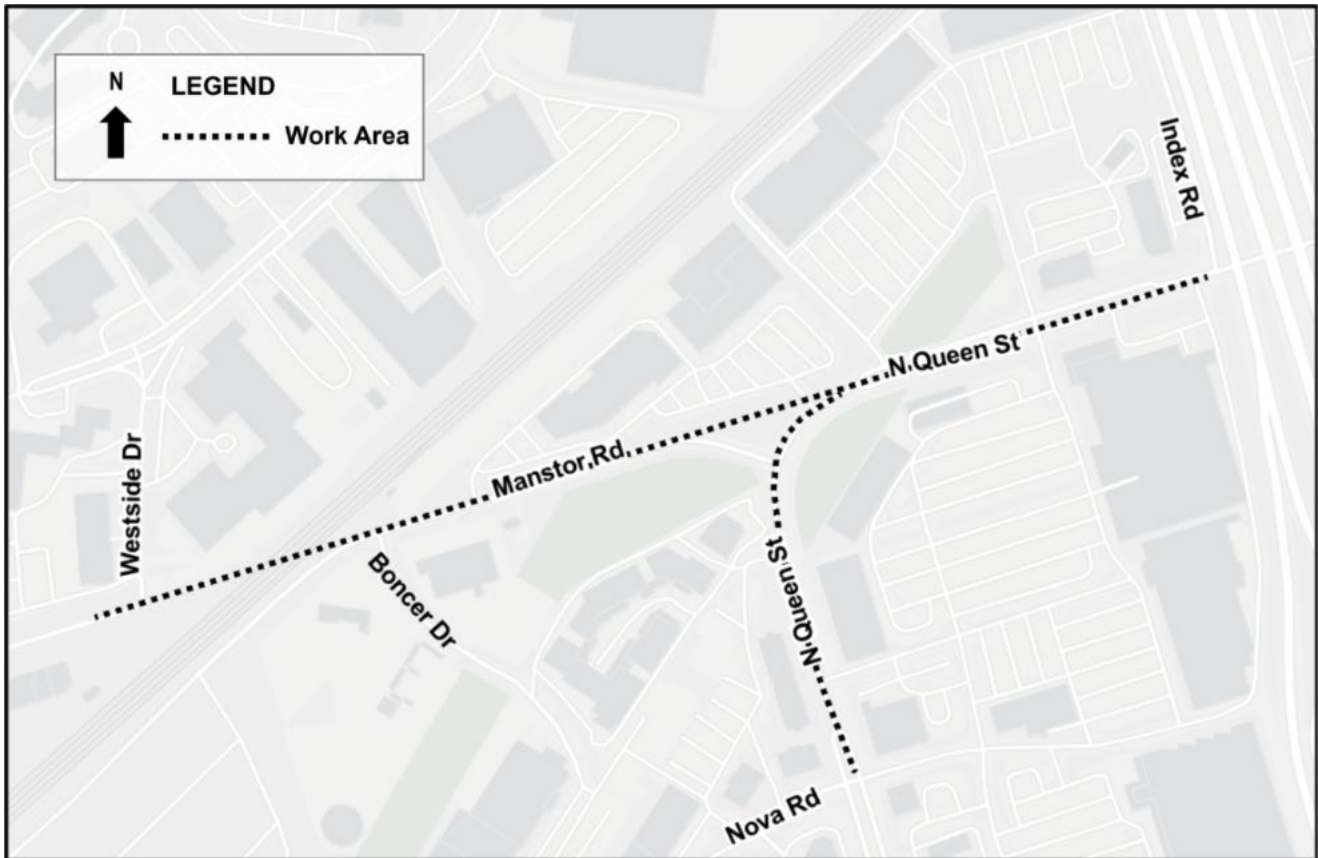 N
LEGEND
Work Area
Index Rd
N Queen St
Manstor Rd
Westside Dr
Boncer Dr
N Queen St
Nova Rd